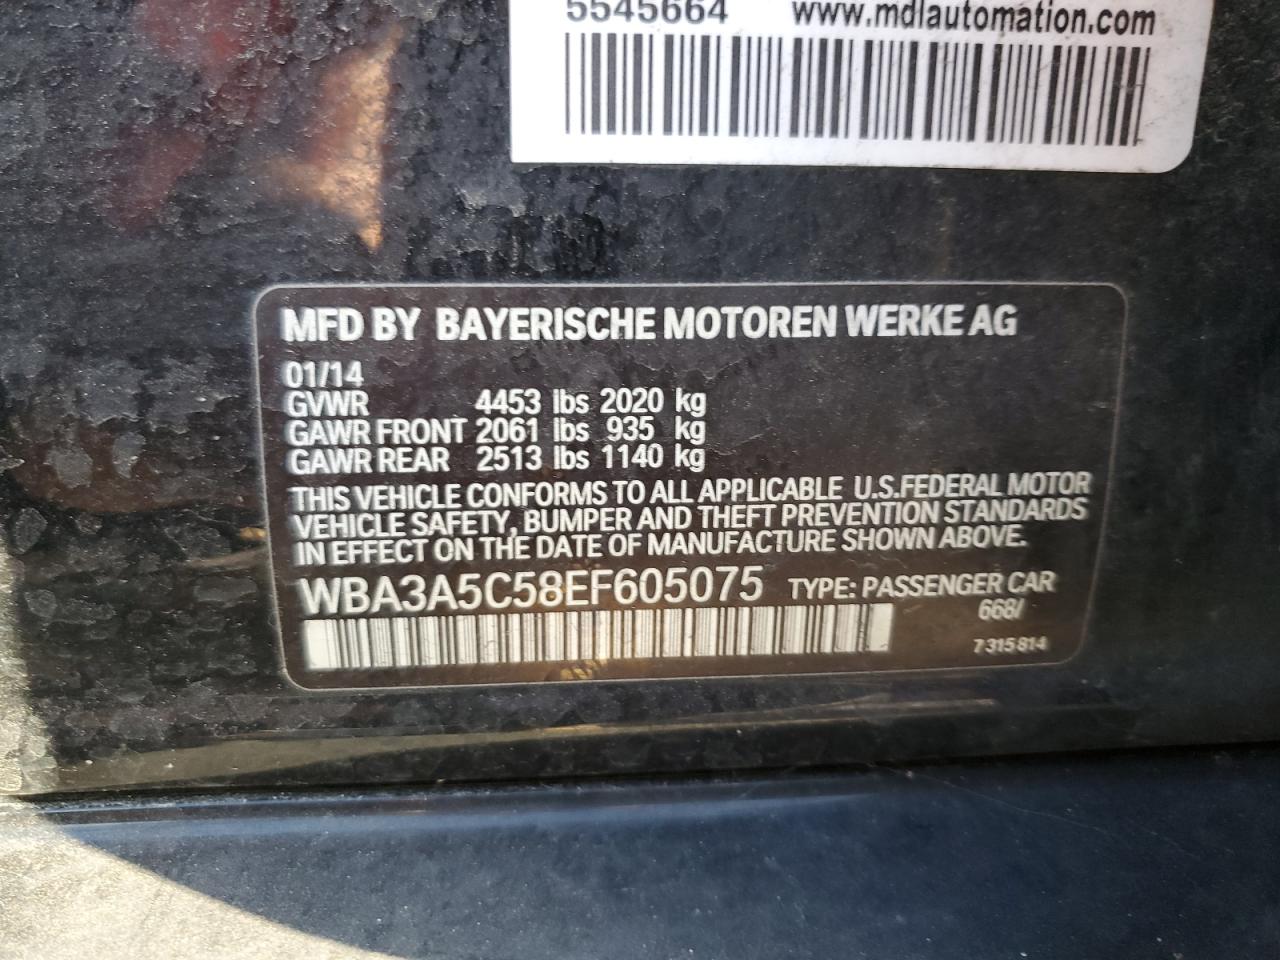 5545664 www.mdlautomation.com
MFD BY BAYERISCHE MOTOREN WERKE AG
01/14
GVWR 4453 lbs 2020 kg
GAWR FRONT 2061 lbs 935 kg
GAWR REAR 2513 lbs 1140 kg
THIS VEHICLE CONFORMS TO ALL APPLICABLE U.S.FEDERAL MOTOR
VEHICLE SAFETY, BUMPER AND THEFT PREVENTION STANDARDS
IN EFFECT ON THE DATE OF MANUFACTURE SHOWN ABOVE.
WBA3A5C58EF605075 TYPE: PASSENGER CAR
668/
7315814